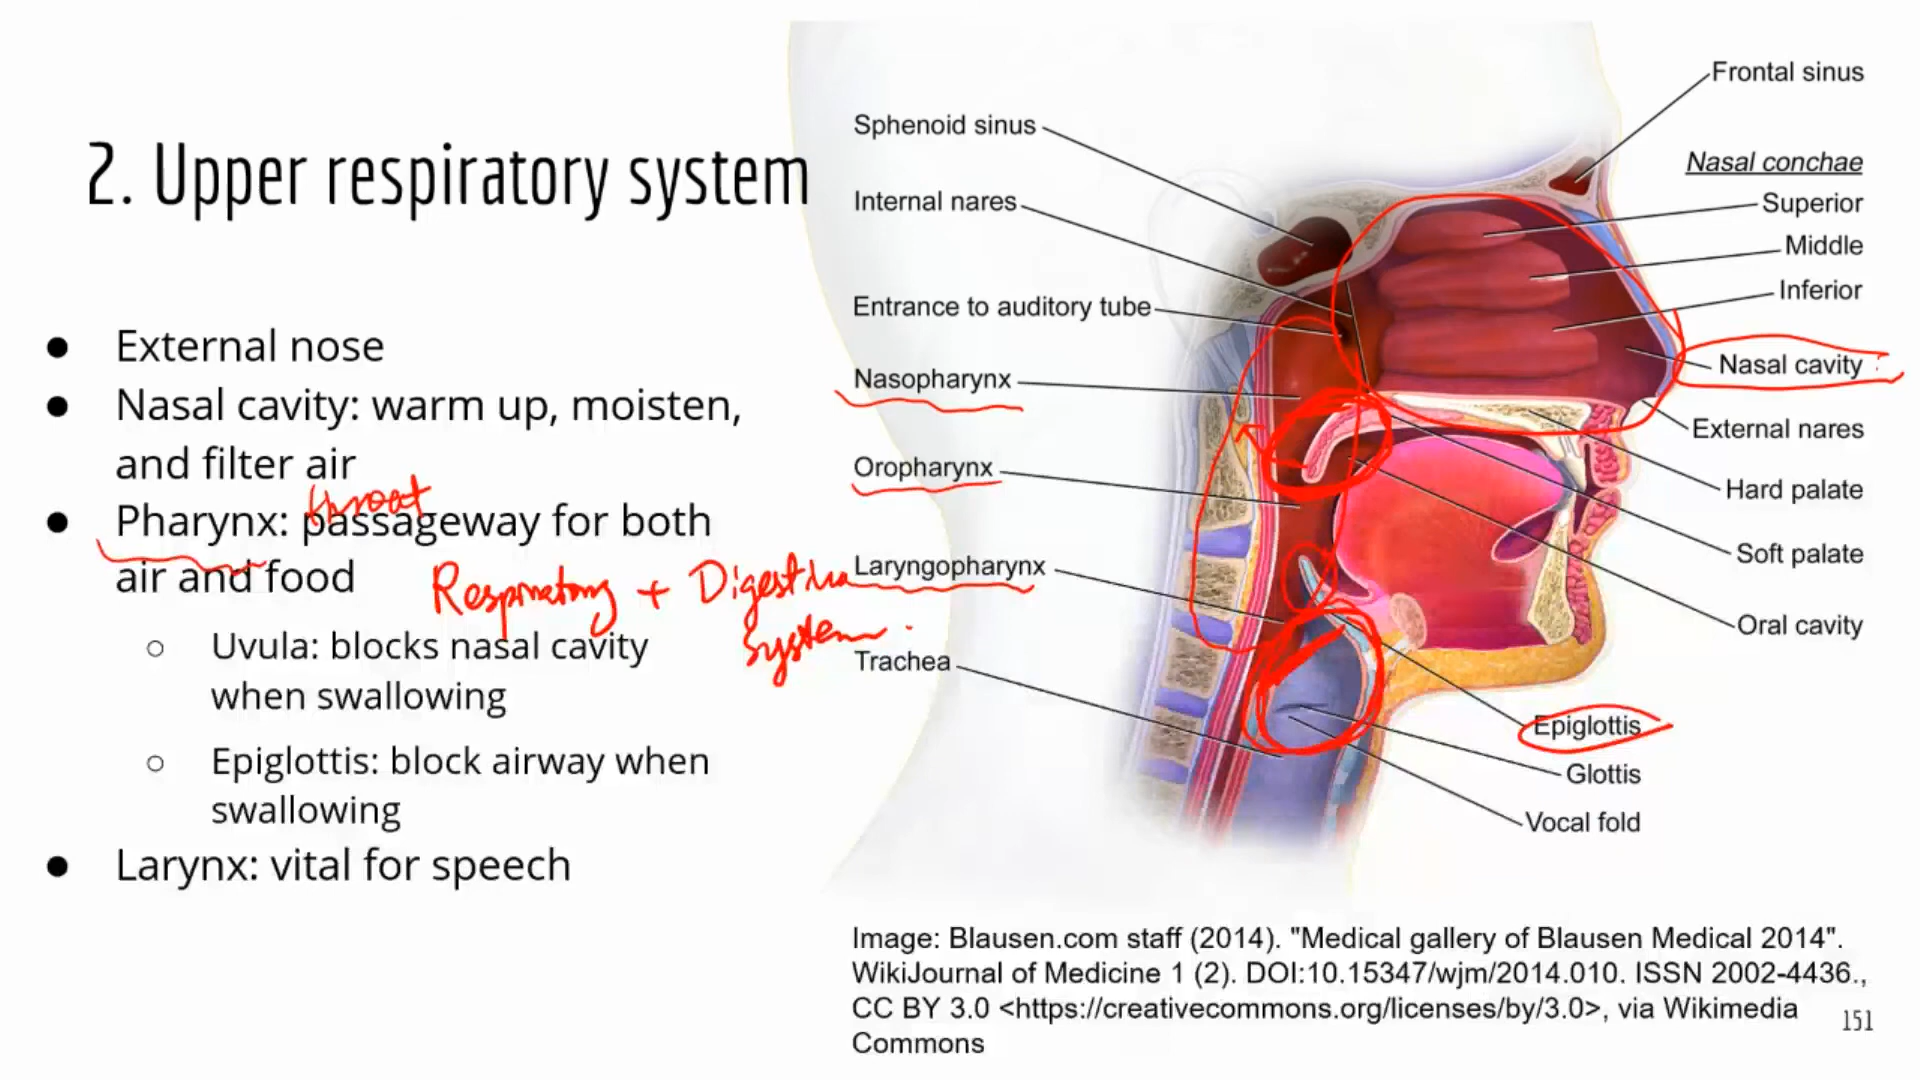 2. Upper respiratory system
● External nose
● Nasal cavity: warm up, moisten,
and filter air
throat
● Pharynx: passageway for both
air and food
Respiratory + Digestive
system.
○ Uvula: blocks nasal cavity
when swallowing
○ Epiglottis: block airway when
swallowing
● Larynx: vital for speech
Sphenoid sinus
Internal nares
Entrance to auditory tube
Nasopharynx
Oropharynx
Laryngopharynx
Trachea
Frontal sinus
Nasal conchae
Superior
Middle
Inferior
Nasal cavity
External nares
Hard palate
Soft palate
Oral cavity
Epiglottis
Glottis
Vocal fold
Image: Blausen.com staff (2014). "Medical gallery of Blausen Medical 2014".
WikiJournal of Medicine 1 (2). DOI:10.15347/wjm/2014.010. ISSN 2002-4436.,
CC BY 3.0 <https://creativecommons.org/licenses/by/3.0>, via Wikimedia
Commons
151